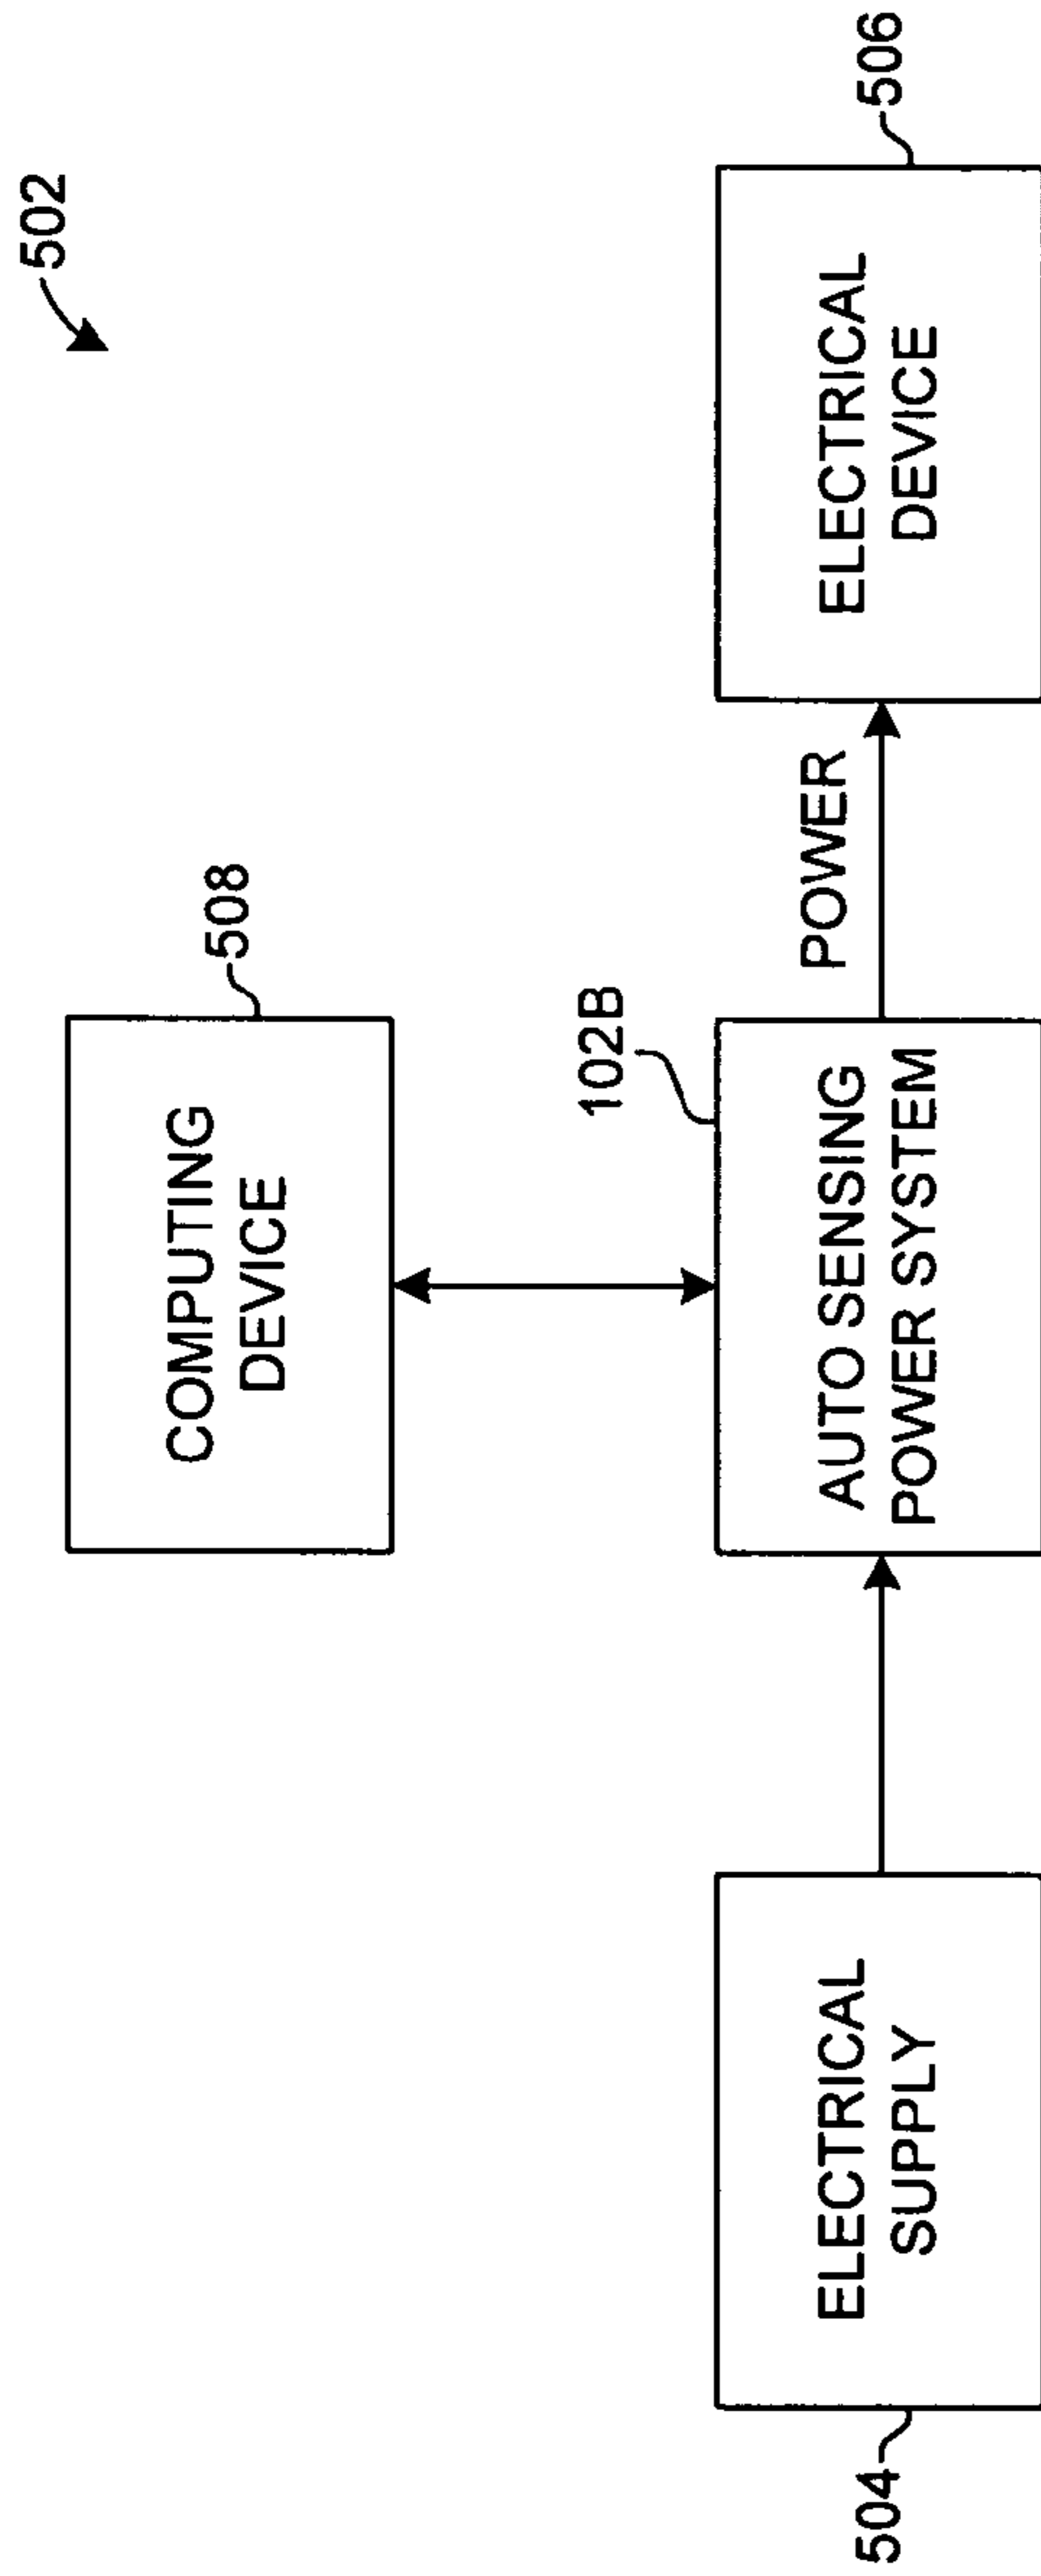 502
508
COMPUTING
DEVICE
102B
504
ELECTRICAL
SUPPLY
AUTO SENSING
POWER SYSTEM
POWER
506
ELECTRICAL
DEVICE